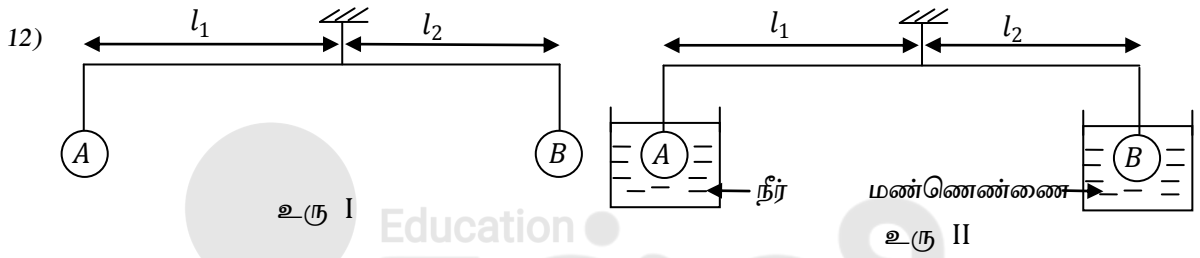 12)
l₁ l₂ l₁ l₂
A B A B
நீர் மண்ணெண்ணை
உரு I
Education
உரு II